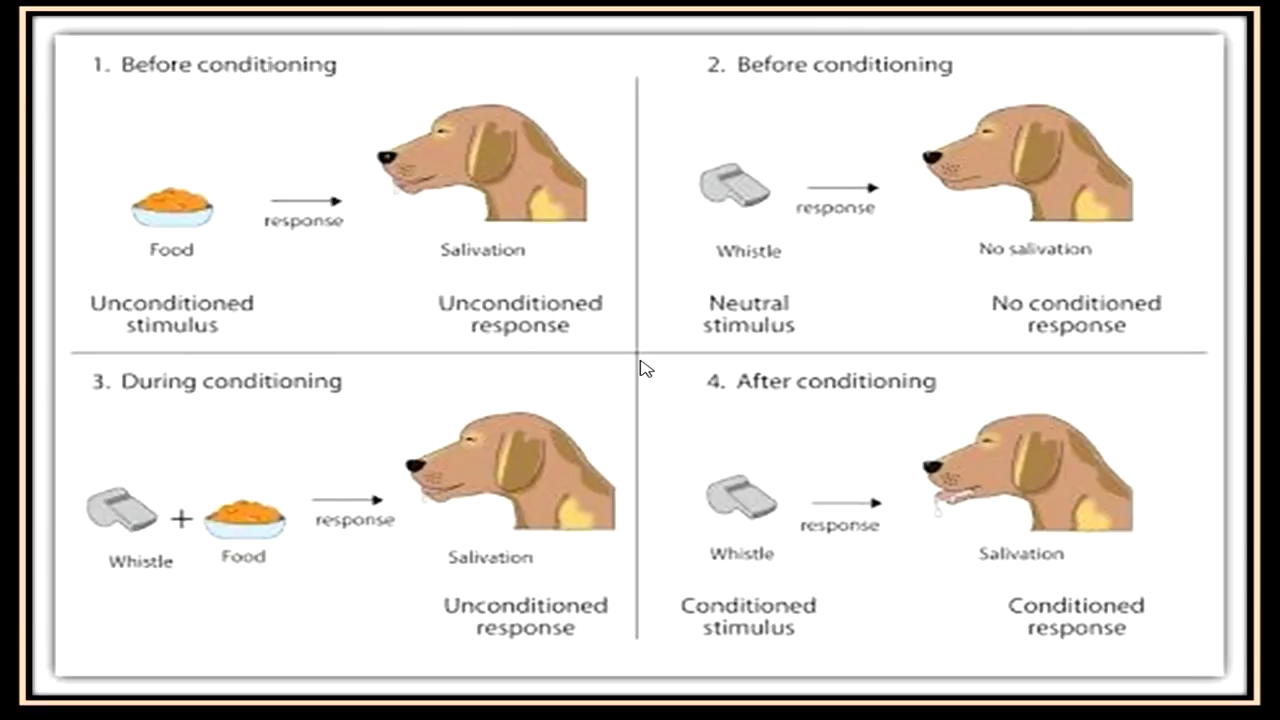 1. Before conditioning
response
Food
Salivation
Unconditioned
stimulus
Unconditioned
response
2. Before conditioning
response
Whistle
No salivation
Neutral
stimulus
No conditioned
response
3. During conditioning
+
response
Whistle
Food
Salivation
Unconditioned
response
4. After conditioning
response
Whistle
Salivation
Conditioned
stimulus
Conditioned
response